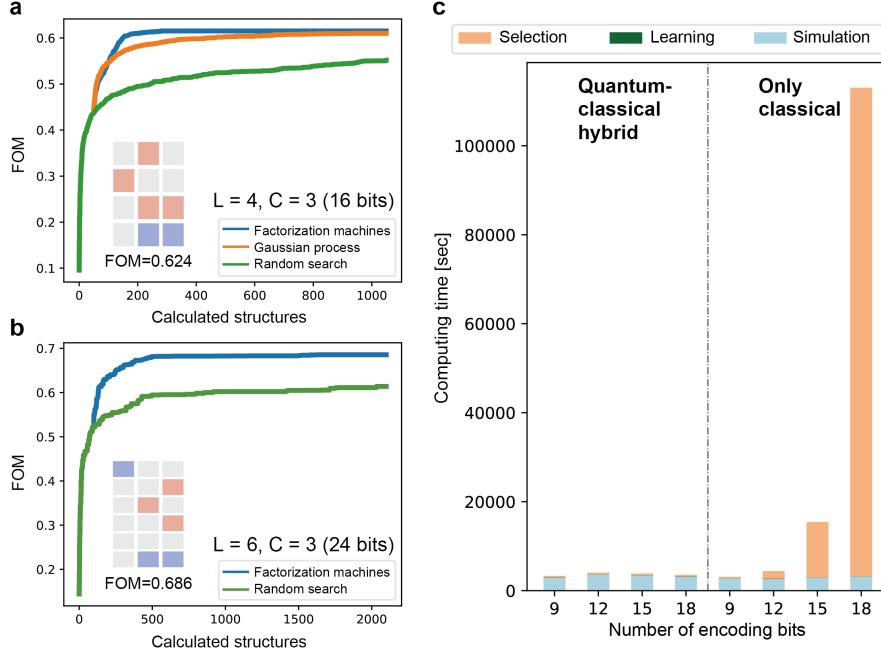 a
0.6
0.5
0.4
0.3
0.2
0.1
FOM
FOM=0.624
L = 4, C = 3 (16 bits)
Factorization machines
Gaussian process
Random search
0
200
400
600
800
1000
Calculated structures
b
0.7
0.6
0.5
0.4
0.3
0.2
FOM
FOM=0.686
L = 6, C = 3 (24 bits)
Factorization machines
Random search
0
500
1000
1500
2000
Calculated structures
c
Selection
Learning
Simulation
Quantum-
classical
hybrid
Only
classical
100000
80000
60000
40000
20000
0
Computing time [sec]
9
12
15
18
9
12
15
18
Number of encoding bits